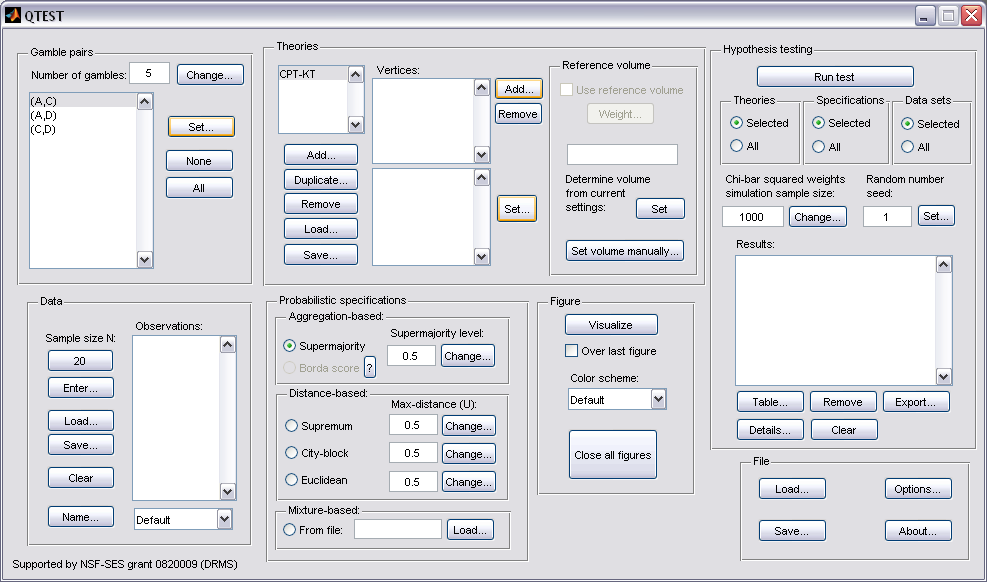 QTEST
Gamble pairs
Number of gambles: 5 Change...
(A,C)
(A,D)
(C,D)
Set...
None
All
Theories
CPT-KT
Vertices:
Add...
Remove
Add...
Duplicate...
Remove
Load...
Save...
Set...
Reference volume
Use reference volume
Weight...
Determine volume
from current
settings: Set
Set volume manually...
Hypothesis testing
Run test
Theories
Selected
All
Specifications
Selected
All
Data sets
Selected
All
Chi-bar squared weights
simulation sample size:
1000 Change...
Random number
seed:
1 Set...
Results:
Table... Remove Export...
Details... Clear
Data
Sample size N:
20
Enter...
Load...
Save...
Clear
Name...
Observations:
Default
Probabilistic specifications
Aggregation-based:
Supermajority level:
Supermajority 0.5 Change...
Borda score ?
Distance-based:
Max-distance (U):
Supremum 0.5 Change...
City-block 0.5 Change...
Euclidean 0.5 Change...
Mixture-based:
From file: Load...
Figure
Visualize
Over last figure
Color scheme:
Default
Close all figures
File
Load... Options...
Save... About...
Supported by NSF-SES grant 0820009 (DRMS)